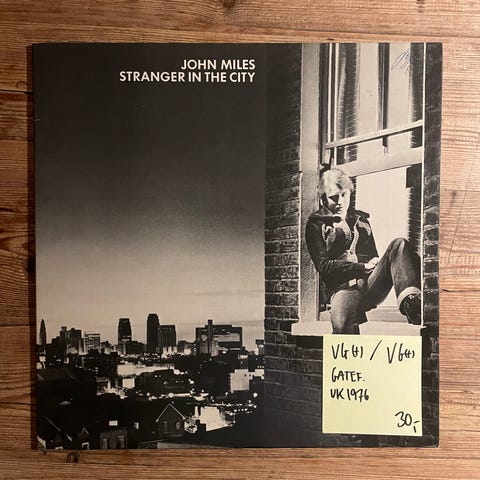 JOHN MILES
STRANGER IN THE CITY
VG(+) / VG(+)
GATEF.
UK 1976
30,-